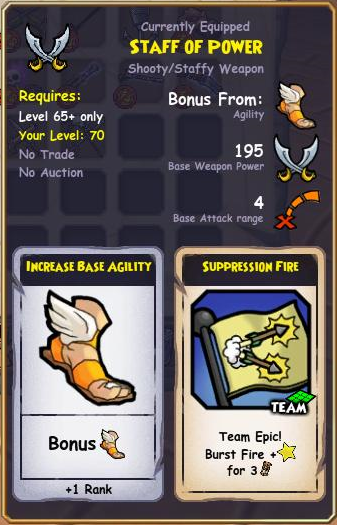 Currently Equipped
STAFF OF POWER
Shooty/Staffy Weapon
Requires:
Level 65+ only
Your Level: 70
No Trade
No Auction
Bonus From:
Agility
195
Base Weapon Power
4
Base Attack range
INCREASE BASE AGILITY
Bonus
+1 Rank
SUPPRESSION FIRE
TEAM
Team Epic!
Burst Fire +
for 3